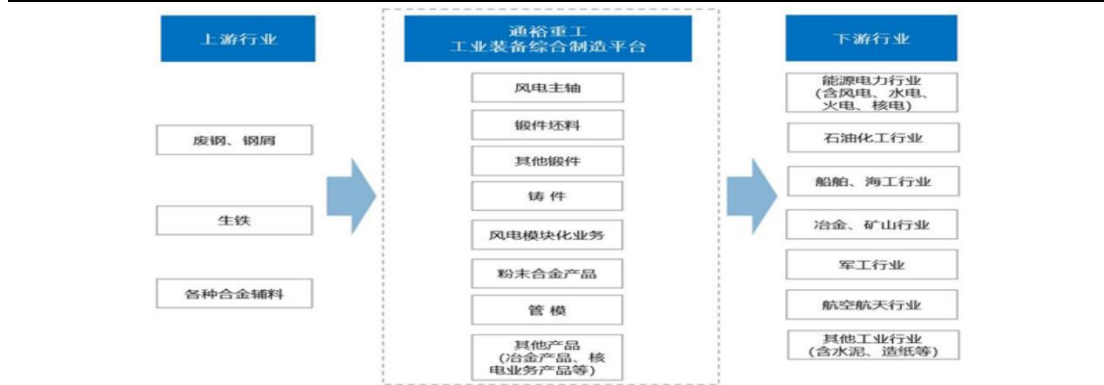 上游行业
废钢、钢屑
生铁
各种合金辅料
通裕重工
工业装备综合制造平台
风电主轴
锻件坯料
其他锻件
铸 件
风电模块化业务
粉末合金产品
管 模
其他产品
(冶金产品、核
电业务产品等)
下游行业
能源电力行业
(含风电、水电、
火电、核电)
石油化工行业
船舶、海工行业
冶金、矿山行业
军工行业
航空航天行业
其他工业行业
(含水泥、造纸等)